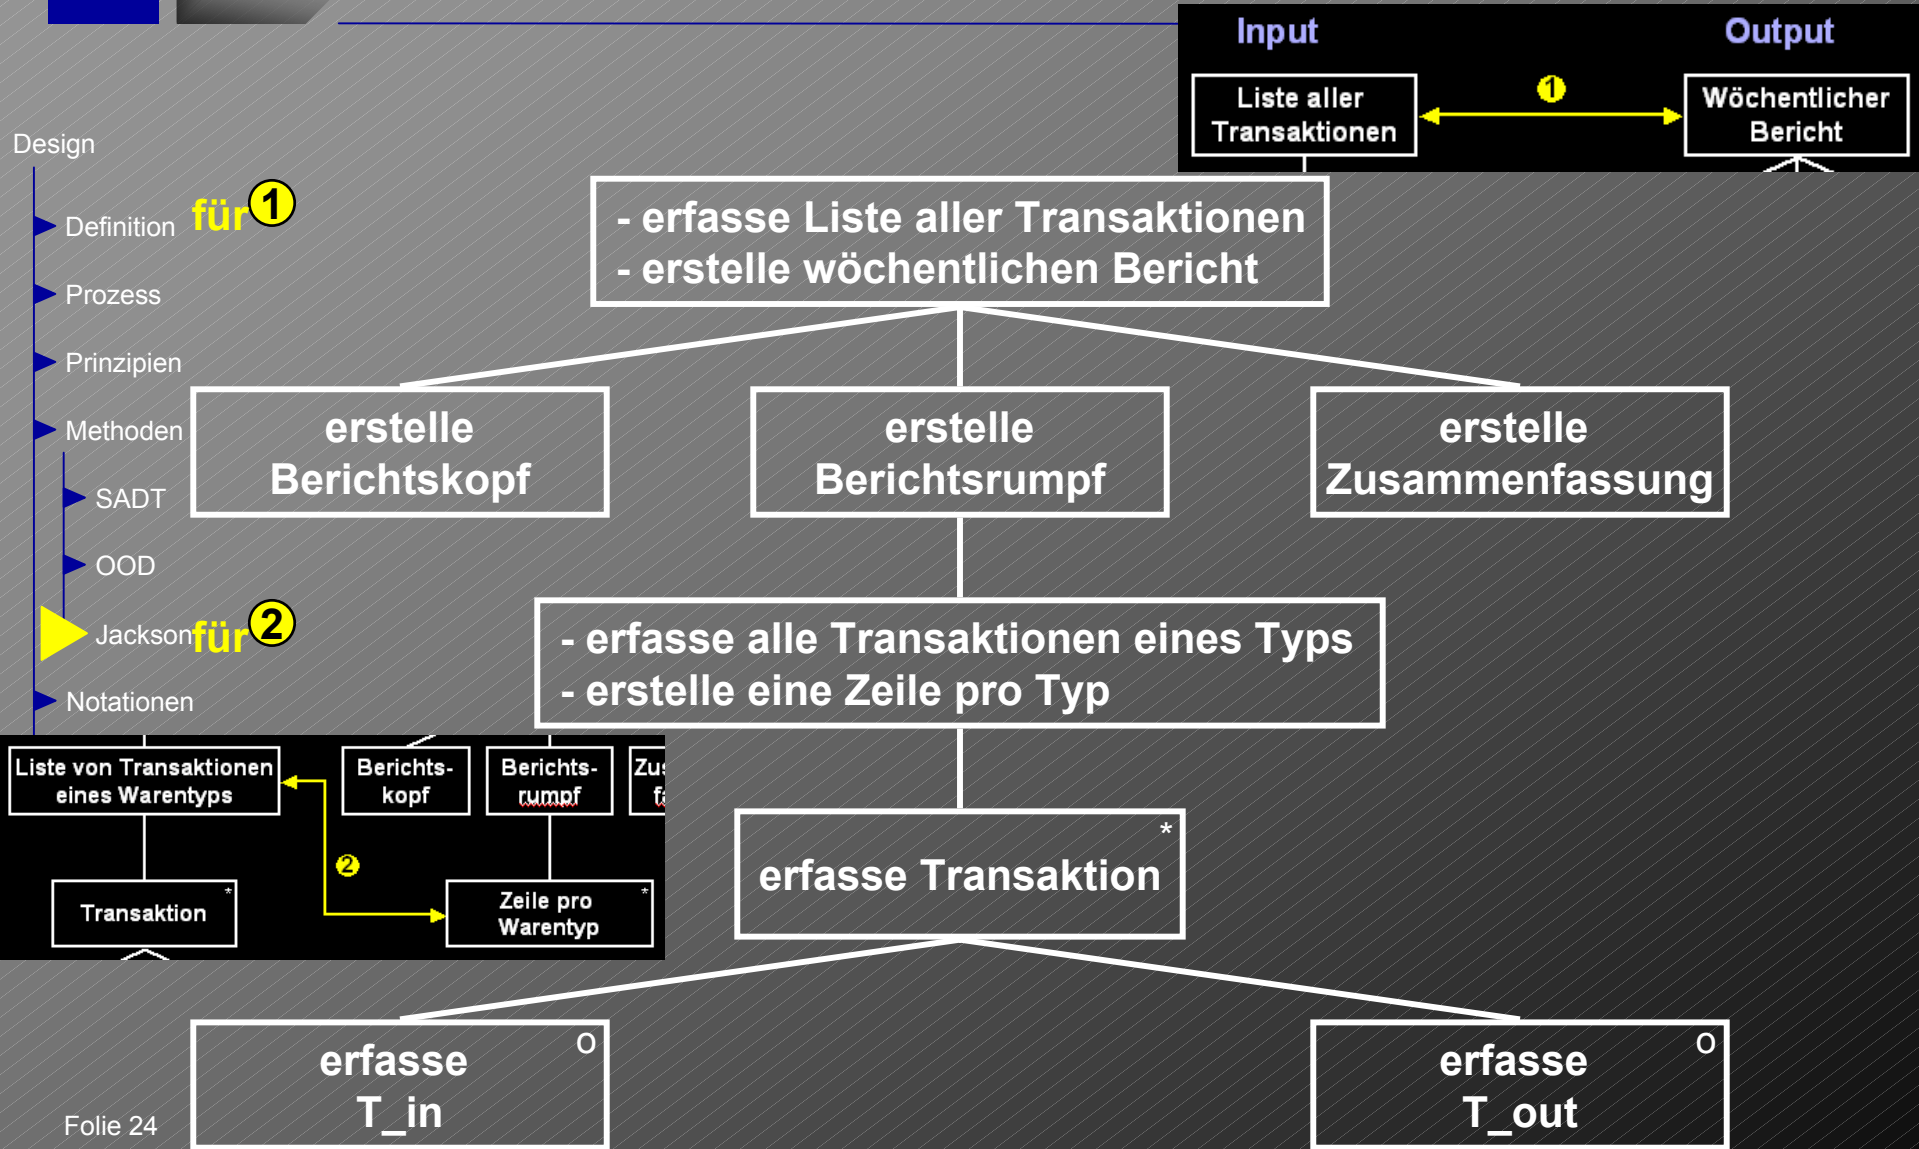 Input
Output
Liste aller
Transaktionen
1
Wöchentlicher
Bericht
Design
Definition
Prozess
Prinzipien
Methoden
SADT
OOD
Jackson
Notationen
für 1
- erfasse Liste aller Transaktionen
- erstelle wöchentlichen Bericht
erstelle
Berichtskopf
erstelle
Berichtsrumpf
erstelle
Zusammenfassung
für 2
- erfasse alle Transaktionen eines Typs
- erstelle eine Zeile pro Typ
Liste von Transaktionen
eines Warentyps
Berichts-
kopf
Berichts-
rumpf
2
Transaktion *
Zeile pro *
Warentyp
*
erfasse Transaktion
erfasse o
T_in
erfasse o
T_out
Folie 24